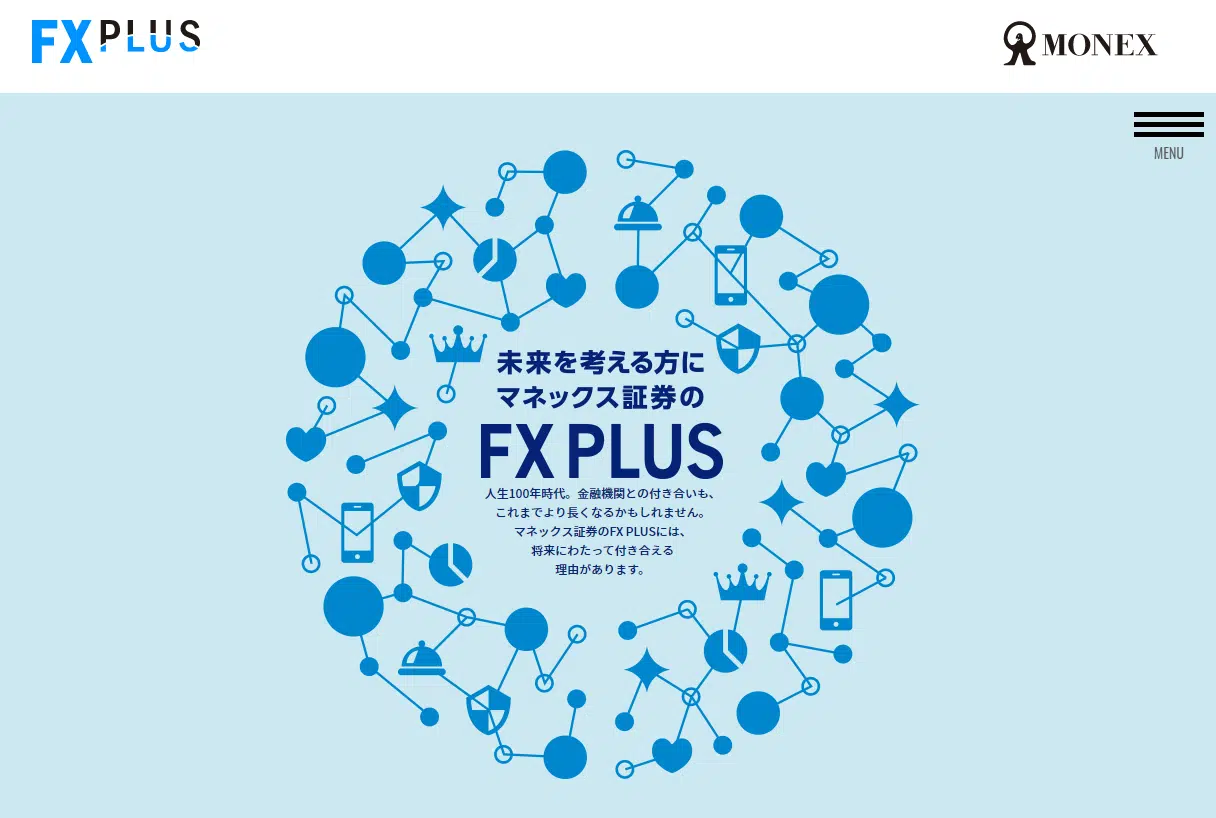 FX PLUS
MONEX
MENU
未来を考える方に
マネックス証券の
FX PLUS
人生100年時代。金融機関との付き合いも、
これまでより長くなるかもしれません。
マネックス証券のFX PLUSには、
将来にわたって付き合える
理由があります。